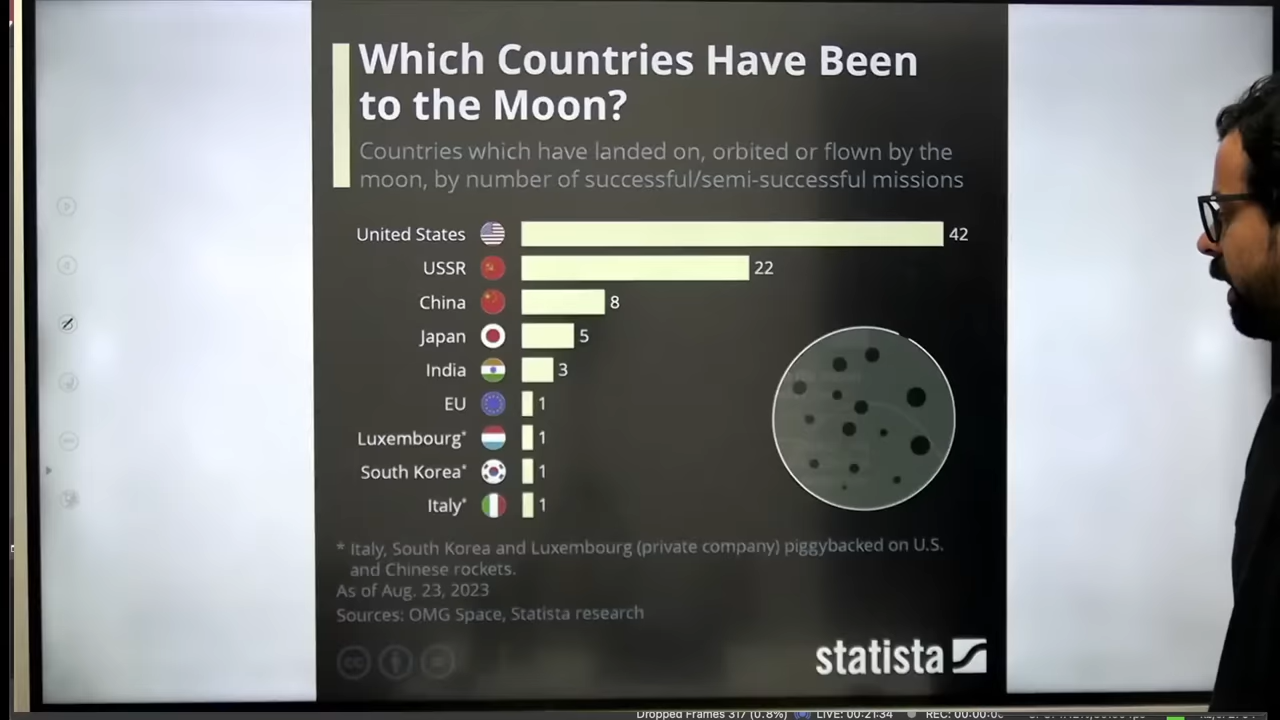 Which Countries Have Been
to the Moon?
Countries which have landed on, orbited or flown by the
moon, by number of successful/semi-successful missions
United States 42
USSR 22
China 8
Japan 5
India 3
EU 1
Luxembourg* 1
South Korea* 1
Italy* 1
* Italy, South Korea and Luxembourg (private company) piggybacked on U.S.
and Chinese rockets.
As of Aug. 23, 2023
Sources: OMG Space, Statista research
statista
Dropped Frames 317 (0.8%) LIVE: 00:21:34 REC: